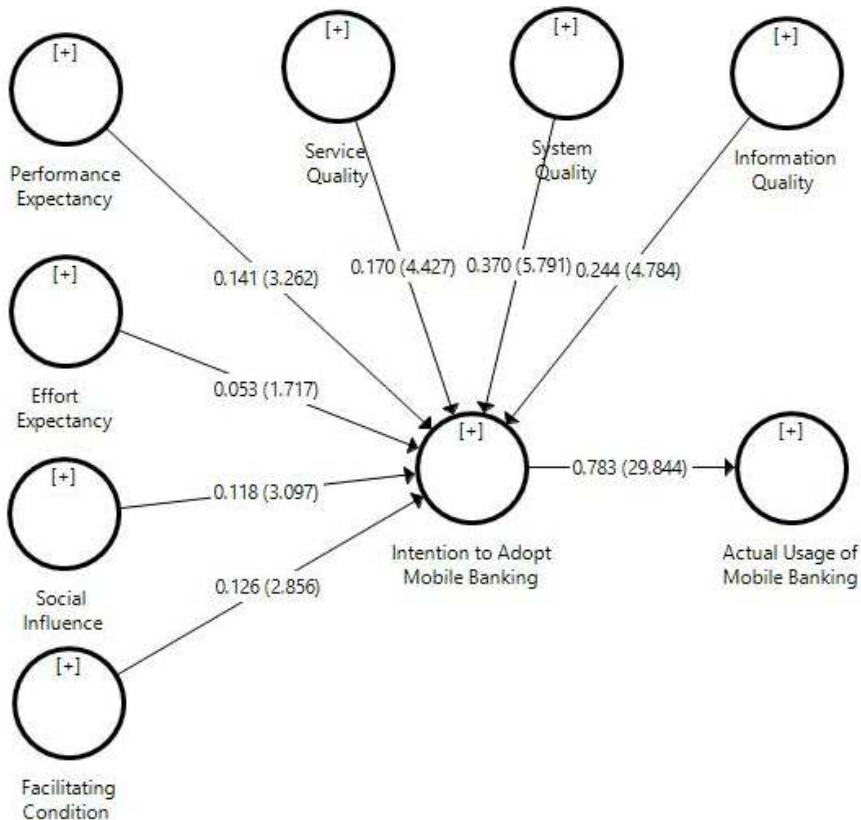 [+]
Performance
Expectancy
[+]
Service
Quality
[+]
System
Quality
[+]
Information
Quality
0.141 (3.262)
0.170 (4.427)
0.370 (5.791)
0.244 (4.784)
[+]
Effort
Expectancy
0.053 (1.717)
[+]
Social
Influence
0.118 (3.097)
[+]
Intention to Adopt
Mobile Banking
0.783 (29.844)
[+]
Actual Usage of
Mobile Banking
0.126 (2.856)
[+]
Facilitating
Condition